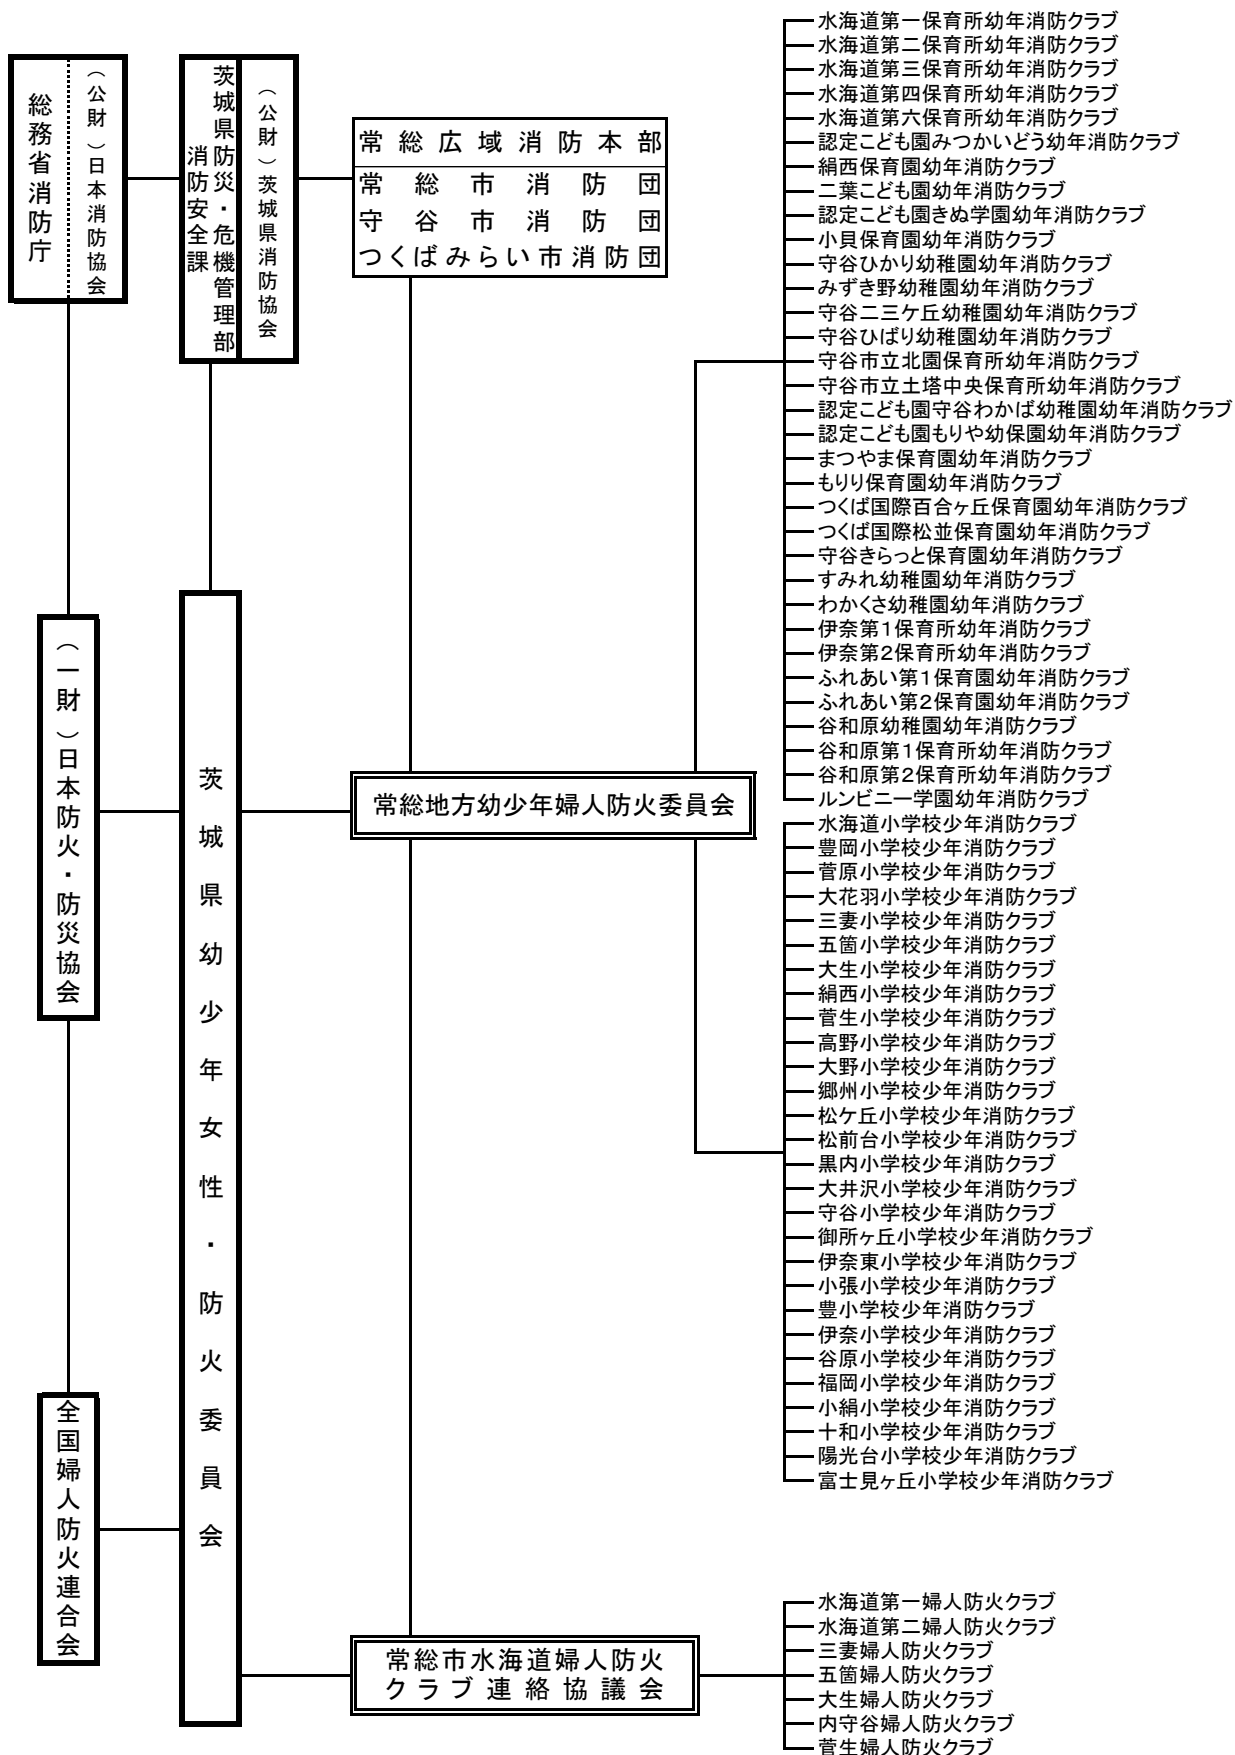 総務省消防庁
（公財）日本消防協会
茨城県防災・危機管理部
消防安全課
（公財）茨城県消防協会
常総広域消防本部
常総市消防団
守谷市消防団
つくばみらい市消防団
（一財）日本防火・防災協会
全国婦人防火連合会
茨城県幼少年女性・防火委員会
常総地方幼少年婦人防火委員会
常総市水海道婦人防火
クラブ連絡協議会
水海道第一保育所幼年消防クラブ
水海道第二保育所幼年消防クラブ
水海道第三保育所幼年消防クラブ
水海道第四保育所幼年消防クラブ
水海道第六保育所幼年消防クラブ
認定こども園みつかいどう幼年消防クラブ
絹西保育園幼年消防クラブ
二葉こども園幼年消防クラブ
認定こども園きぬ学園幼年消防クラブ
小貝保育園幼年消防クラブ
守谷ひかり幼稚園幼年消防クラブ
みずき野幼稚園幼年消防クラブ
守谷二三ケ丘幼稚園幼年消防クラブ
守谷ひばり幼稚園幼年消防クラブ
守谷市立北園保育所幼年消防クラブ
守谷市立土塔中央保育所幼年消防クラブ
認定こども園守谷わかば幼稚園幼年消防クラブ
認定こども園もりや幼保園幼年消防クラブ
まつやま保育園幼年消防クラブ
もりり保育園幼年消防クラブ
つくば国際百合ヶ丘保育園幼年消防クラブ
つくば国際松並保育園幼年消防クラブ
守谷きらっと保育園幼年消防クラブ
すみれ幼稚園幼年消防クラブ
わかくさ幼稚園幼年消防クラブ
伊奈第1保育所幼年消防クラブ
伊奈第2保育所幼年消防クラブ
ふれあい第1保育園幼年消防クラブ
ふれあい第2保育園幼年消防クラブ
谷和原幼稚園幼年消防クラブ
谷和原第1保育所幼年消防クラブ
谷和原第2保育所幼年消防クラブ
ルンビニー学園幼年消防クラブ
水海道小学校少年消防クラブ
豊岡小学校少年消防クラブ
菅原小学校少年消防クラブ
大花羽小学校少年消防クラブ
三妻小学校少年消防クラブ
五箇小学校少年消防クラブ
大生小学校少年消防クラブ
絹西小学校少年消防クラブ
菅生小学校少年消防クラブ
高野小学校少年消防クラブ
大野小学校少年消防クラブ
郷州小学校少年消防クラブ
松ケ丘小学校少年消防クラブ
松前台小学校少年消防クラブ
黒内小学校少年消防クラブ
大井沢小学校少年消防クラブ
守谷小学校少年消防クラブ
御所ヶ丘小学校少年消防クラブ
伊奈東小学校少年消防クラブ
小張小学校少年消防クラブ
豊小学校少年消防クラブ
伊奈小学校少年消防クラブ
谷原小学校少年消防クラブ
福岡小学校少年消防クラブ
小絹小学校少年消防クラブ
十和小学校少年消防クラブ
陽光台小学校少年消防クラブ
富士見ヶ丘小学校少年消防クラブ
水海道第一婦人防火クラブ
水海道第二婦人防火クラブ
三妻婦人防火クラブ
五箇婦人防火クラブ
大生婦人防火クラブ
内守谷婦人防火クラブ
菅生婦人防火クラブ